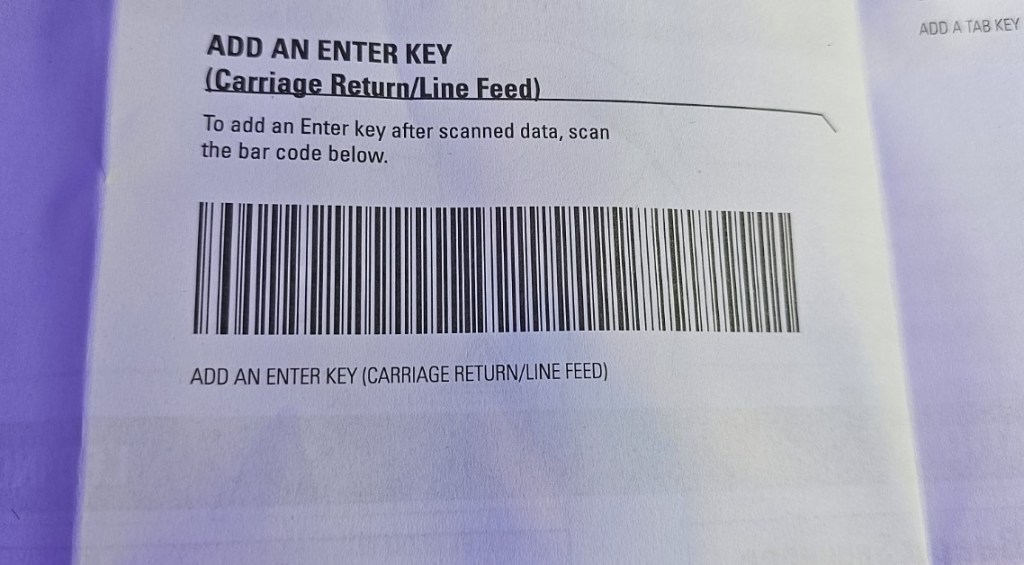 ADD A TAB KEY
ADD AN ENTER KEY
(Carriage Return/Line Feed)
To add an Enter key after scanned data, scan
the bar code below.
ADD AN ENTER KEY (CARRIAGE RETURN/LINE FEED)